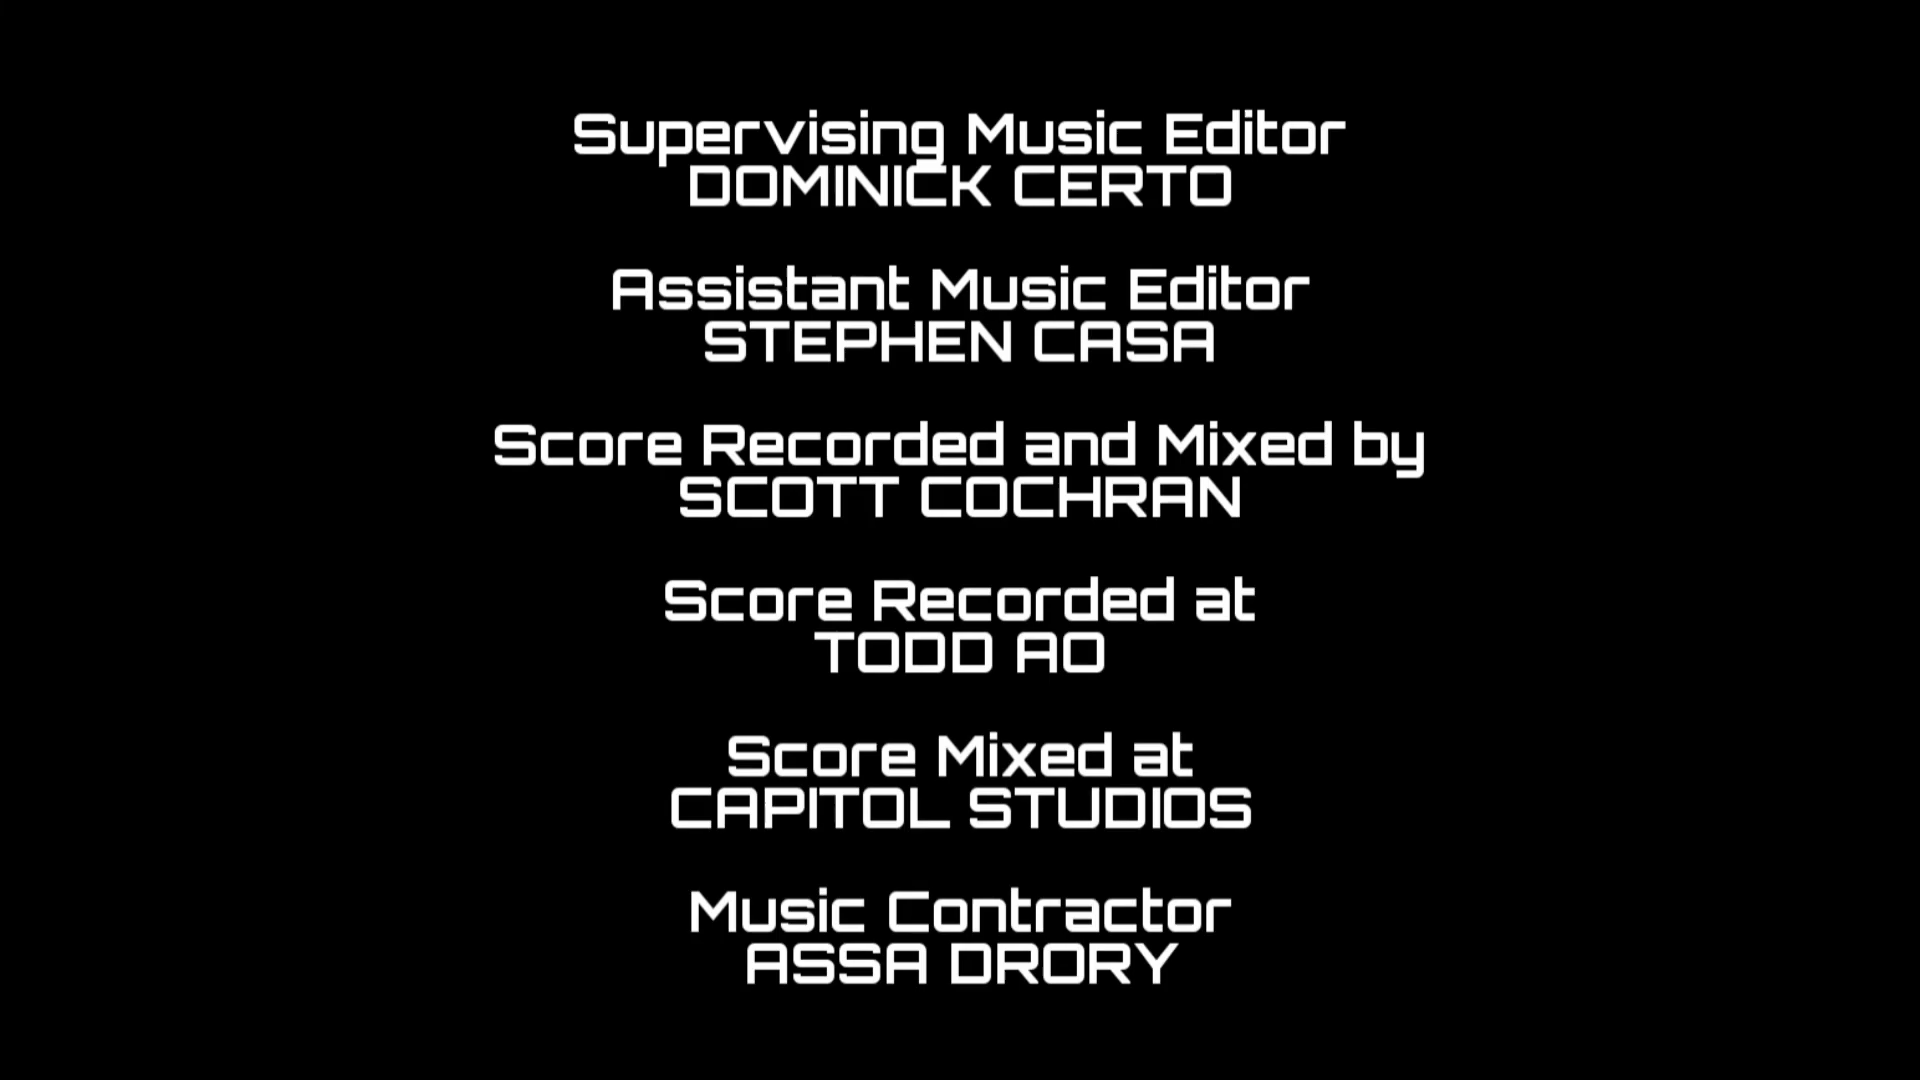 Supervising Music Editor
DOMINICK CERTO
Assistant Music Editor
STEPHEN CASA
Score Recorded and Mixed by
SCOTT COCHRAN
Score Recorded at
TODD AO
Score Mixed at
CAPITOL STUDIOS
Music Contractor
ASSA DRORY